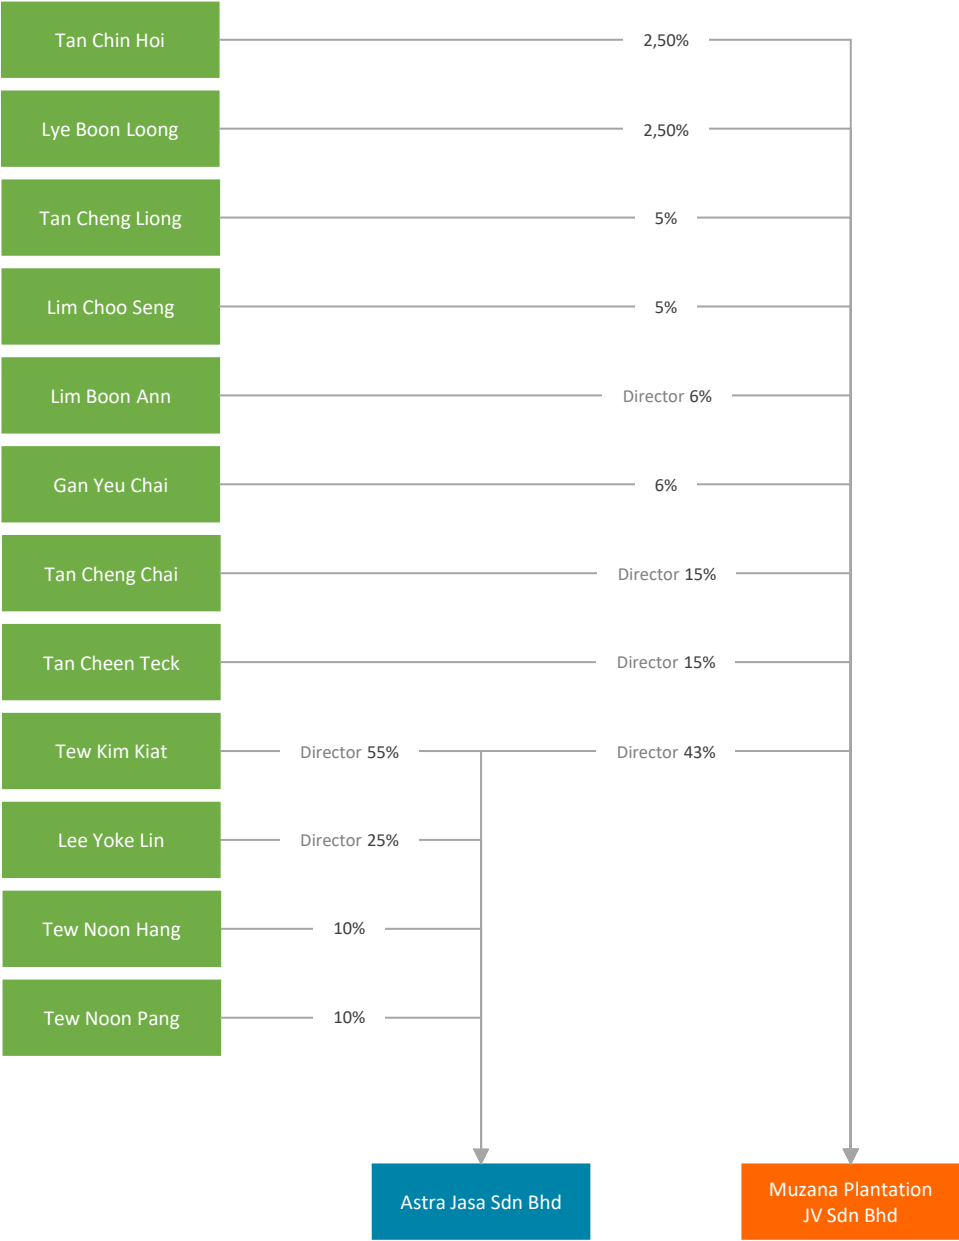 Tan Chin Hoi
2,50%
Lye Boon Loong
2,50%
Tan Cheng Liong
5%
Lim Choo Seng
5%
Lim Boon Ann
Director 6%
Gan Yeu Chai
6%
Tan Cheng Chai
Director 15%
Tan Cheen Teck
Director 15%
Tew Kim Kiat
Director 55%
Director 43%
Lee Yoke Lin
Director 25%
Tew Noon Hang
10%
Tew Noon Pang
10%
Astra Jasa Sdn Bhd
Muzana Plantation
JV Sdn Bhd